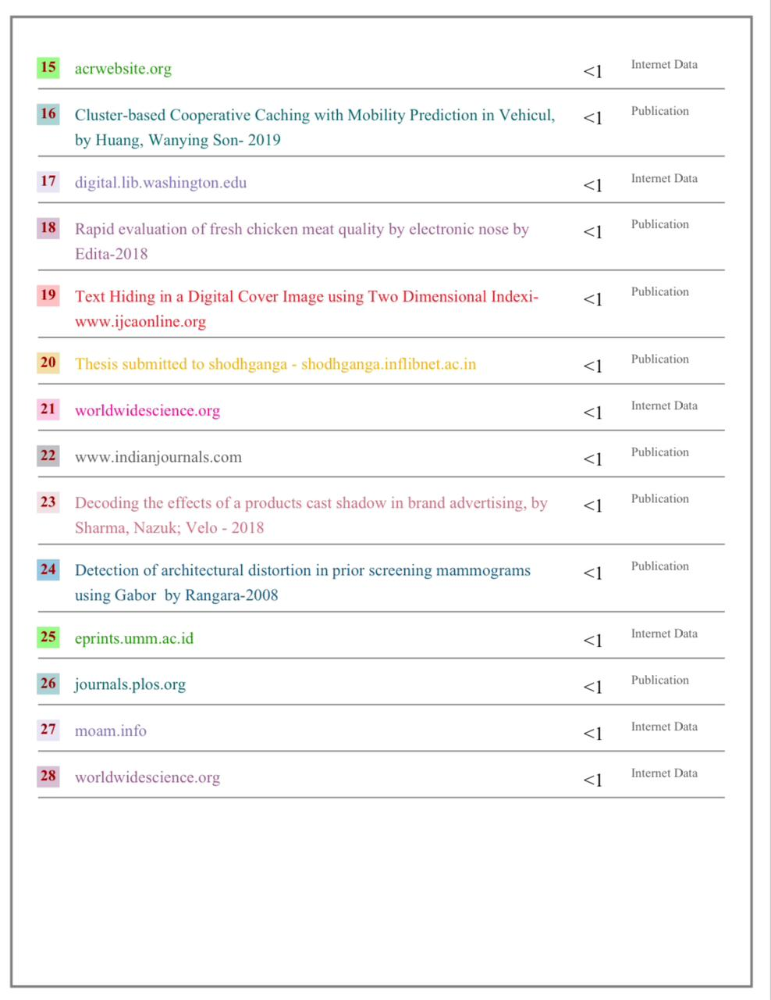 15 acrwebsite.org <1 Internet Data
16 Cluster-based Cooperative Caching with Mobility Prediction in Vehicul, <1 Publication
by Huang, Wanying Son- 2019
17 digital.lib.washington.edu <1 Internet Data
18 Rapid evaluation of fresh chicken meat quality by electronic nose by <1 Publication
Edita-2018
19 Text Hiding in a Digital Cover Image using Two Dimensional Indexi- <1 Publication
www.ijcaonline.org
20 Thesis submitted to shodhganga - shodhganga.inflibnet.ac.in <1 Publication
21 worldwidescience.org <1 Internet Data
22 www.indianjournals.com <1 Publication
23 Decoding the effects of a products cast shadow in brand advertising, by <1 Publication
Sharma, Nazuk; Velo - 2018
24 Detection of architectural distortion in prior screening mammograms <1 Publication
using Gabor  by Rangara-2008
25 eprints.umm.ac.id <1 Internet Data
26 journals.plos.org <1 Publication
27 moam.info <1 Internet Data
28 worldwidescience.org <1 Internet Data